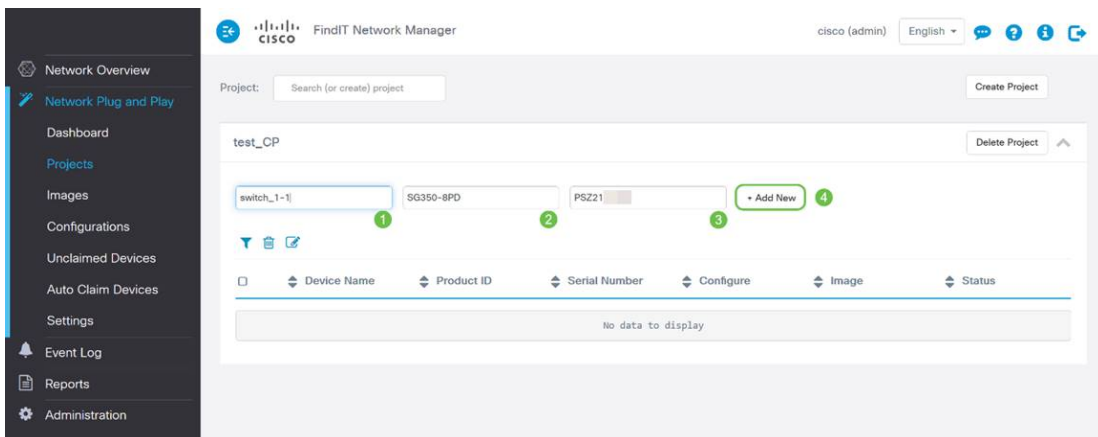 CISCO FindIT Network Manager cisco (admin) English
Network Overview
Network Plug and Play
Dashboard
Projects
Images
Configurations
Unclaimed Devices
Auto Claim Devices
Settings
Event Log
Reports
Administration
Project: Search (or create) project Create Project
test_CP Delete Project
switch_1-1 SG350-8PD PSZ21 + Add New
1 2 3 4
Device Name Product ID Serial Number Configure Image Status
No data to display